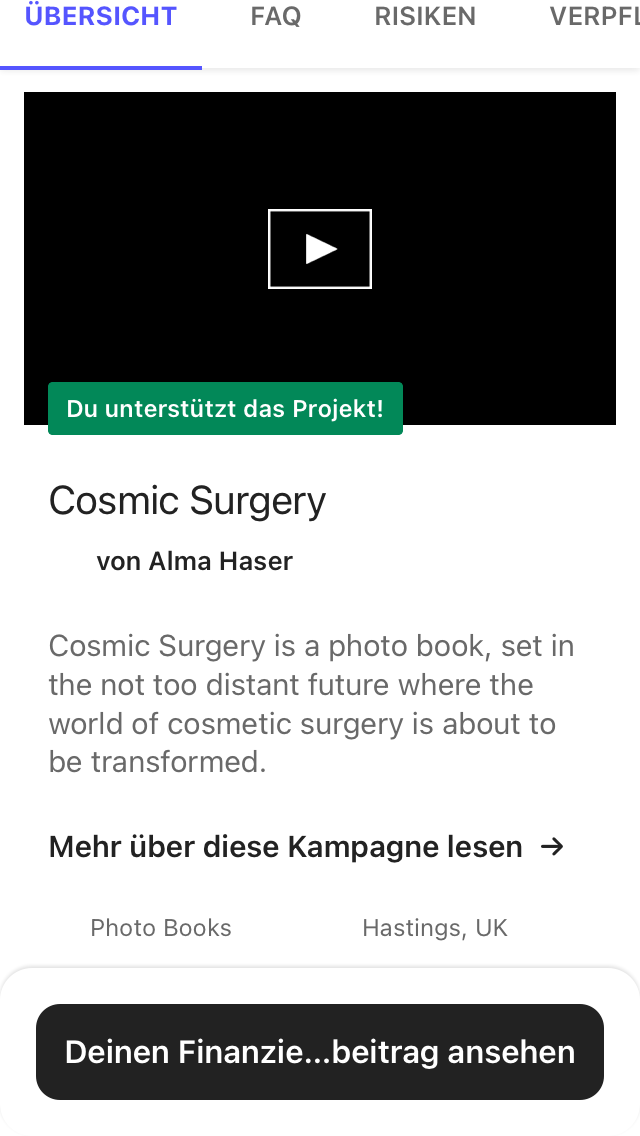 ÜBERSICHT FAQ RISIKEN VERPFL
Du unterstützt das Projekt!
Cosmic Surgery
von Alma Haser
Cosmic Surgery is a photo book, set in
the not too distant future where the
world of cosmetic surgery is about to
be transformed.
Mehr über diese Kampagne lesen →
Photo Books Hastings, UK
Deinen Finanzie...beitrag ansehen